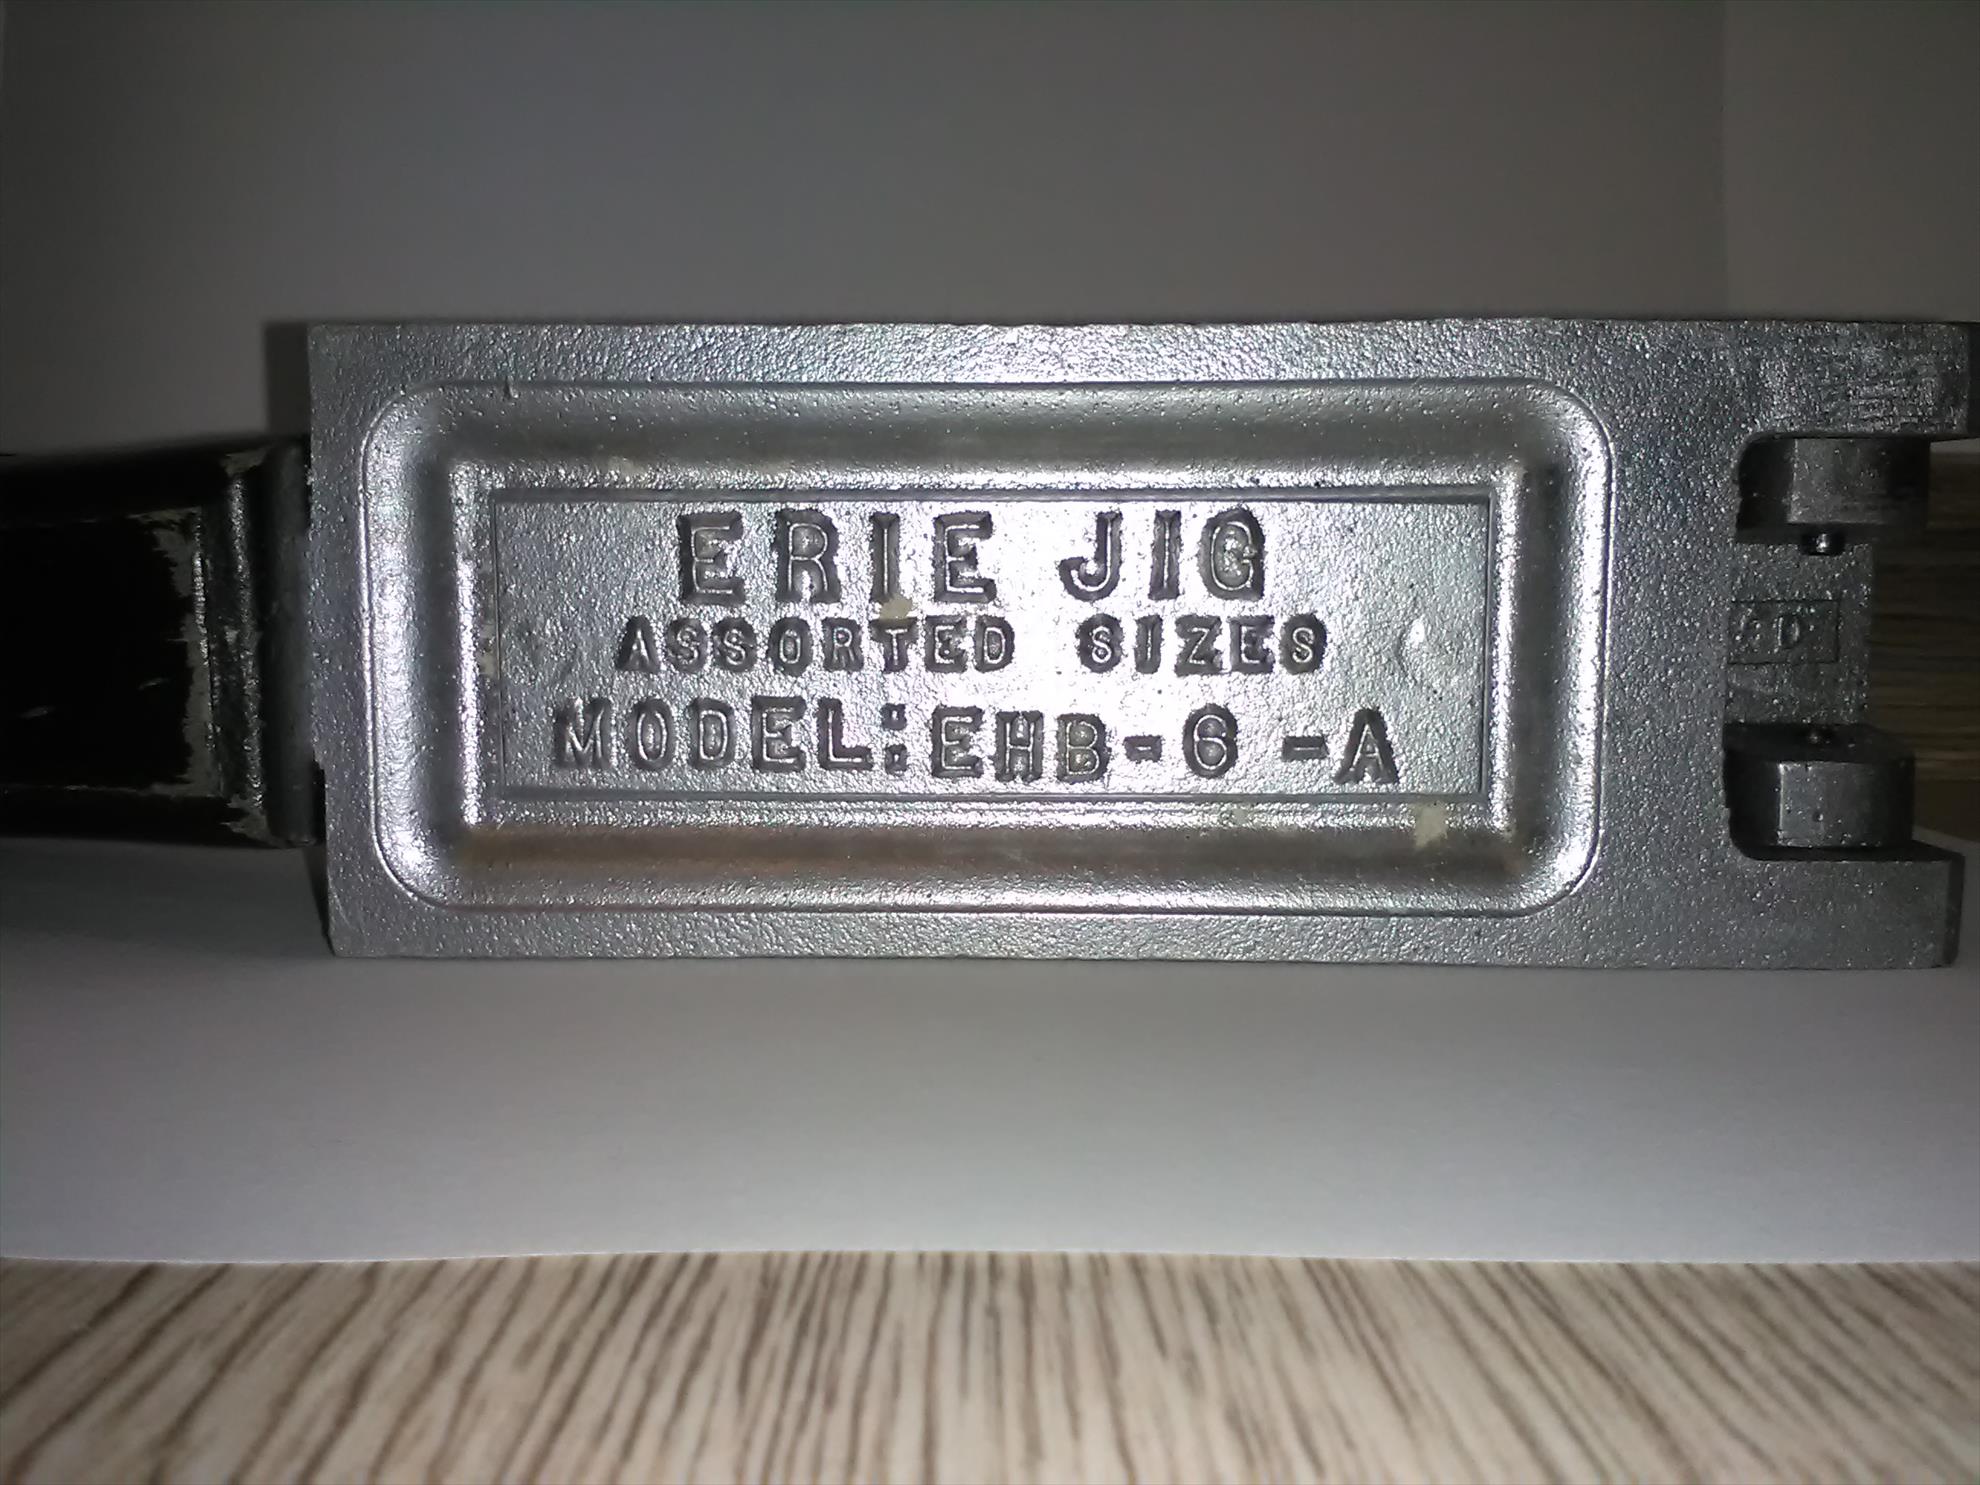 ERIE JIG
ASSORTED SIZES
MODEL: EHB-6-A